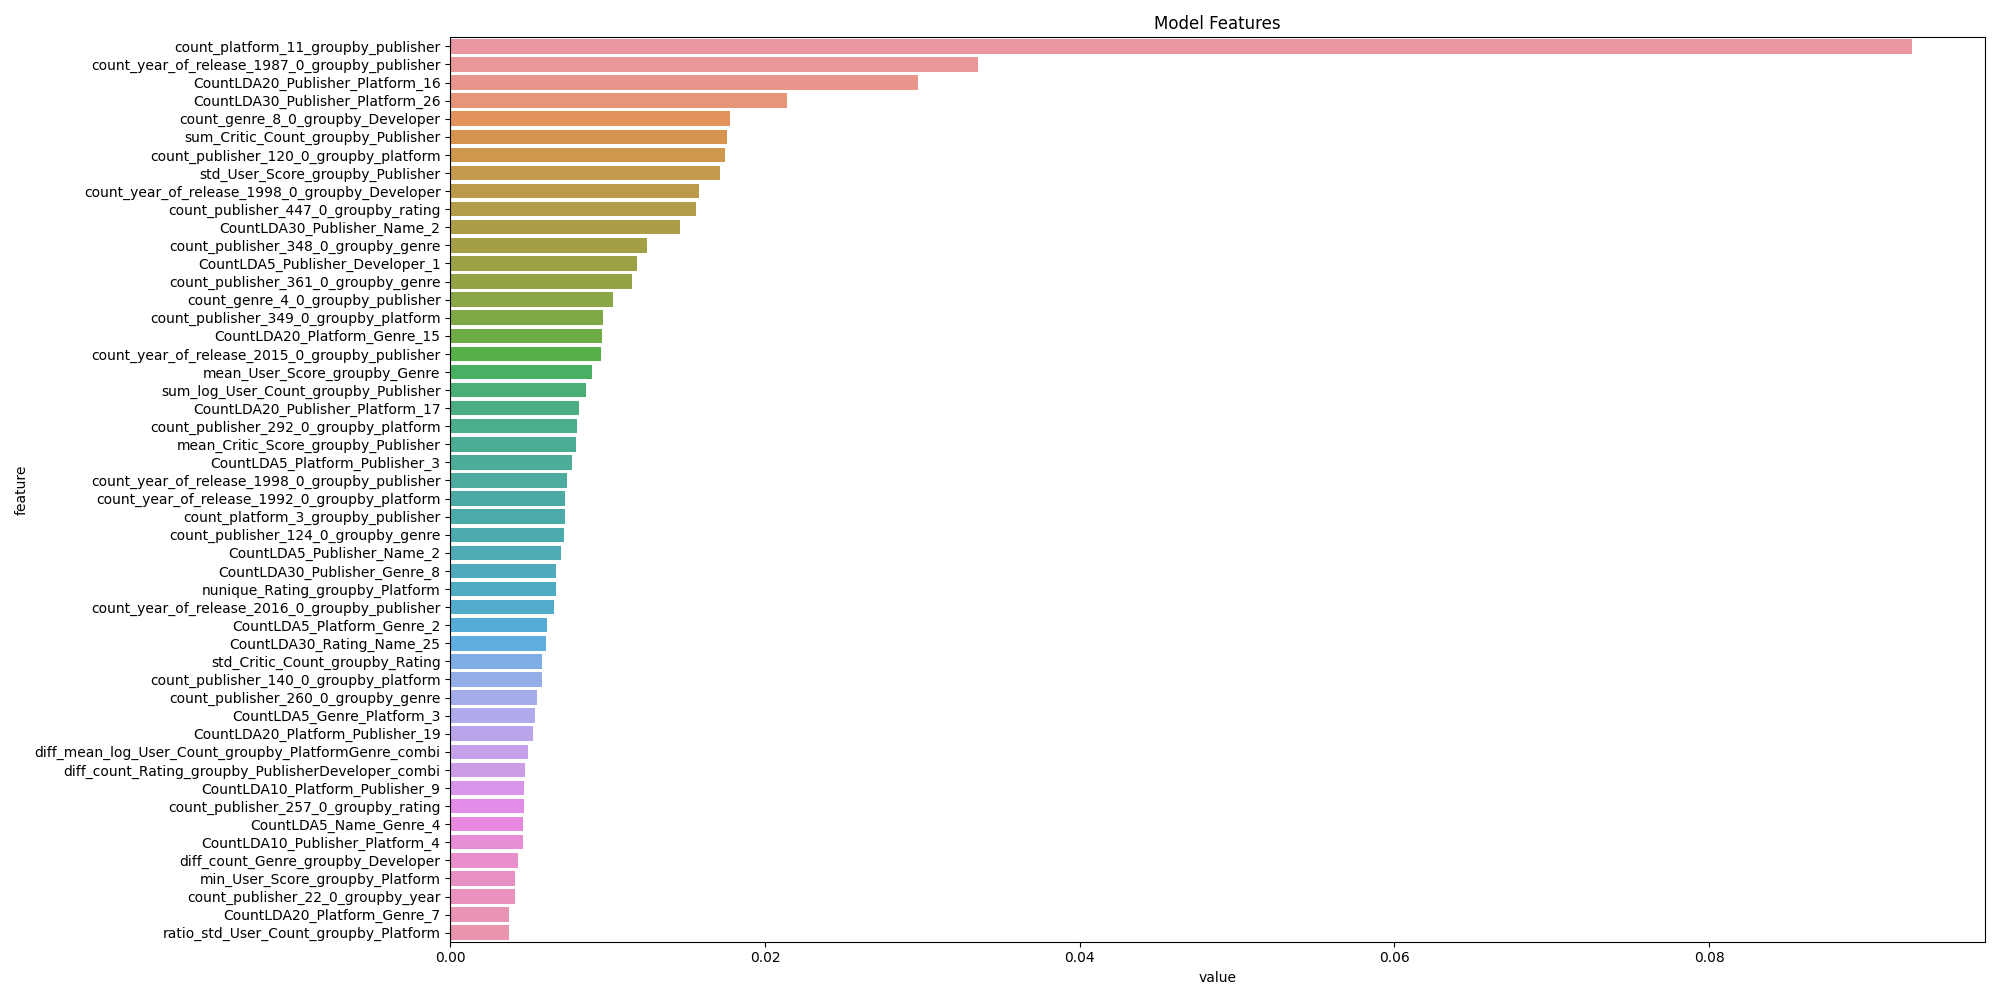 Model Features
count_platform_11_groupby_publisher
count_year_of_release_1987_0_groupby_publisher
CountLDA20_Publisher_Platform_16
CountLDA30_Publisher_Platform_26
count_genre_8_0_groupby_Developer
sum_Critic_Count_groupby_Publisher
count_publisher_120_0_groupby_platform
std_User_Score_groupby_Publisher
count_year_of_release_1998_0_groupby_Developer
count_publisher_447_0_groupby_rating
CountLDA30_Publisher_Name_2
count_publisher_348_0_groupby_genre
CountLDA5_Publisher_Developer_1
count_publisher_361_0_groupby_genre
count_genre_4_0_groupby_publisher
count_publisher_349_0_groupby_platform
CountLDA20_Platform_Genre_15
count_year_of_release_2015_0_groupby_publisher
mean_User_Score_groupby_Genre
sum_log_User_Count_groupby_Publisher
CountLDA20_Publisher_Platform_17
count_publisher_292_0_groupby_platform
mean_Critic_Score_groupby_Publisher
CountLDA5_Platform_Publisher_3
count_year_of_release_1998_0_groupby_publisher
count_year_of_release_1992_0_groupby_platform
count_platform_3_groupby_publisher
count_publisher_124_0_groupby_genre
CountLDA5_Publisher_Name_2
CountLDA30_Publisher_Genre_8
nunique_Rating_groupby_Platform
count_year_of_release_2016_0_groupby_publisher
CountLDA5_Platform_Genre_2
CountLDA30_Rating_Name_25
std_Critic_Count_groupby_Rating
count_publisher_140_0_groupby_platform
count_publisher_260_0_groupby_genre
CountLDA5_Genre_Platform_3
CountLDA20_Platform_Publisher_19
diff_mean_log_User_Count_groupby_PlatformGenre_combi
diff_count_Rating_groupby_PublisherDeveloper_combi
CountLDA10_Platform_Publisher_9
count_publisher_257_0_groupby_rating
CountLDA5_Name_Genre_4
CountLDA10_Publisher_Platform_4
diff_count_Genre_groupby_Developer
min_User_Score_groupby_Platform
count_publisher_22_0_groupby_year
CountLDA20_Platform_Genre_7
ratio_std_User_Count_groupby_Platform
feature
0.00 0.02 0.04 0.06 0.08
value